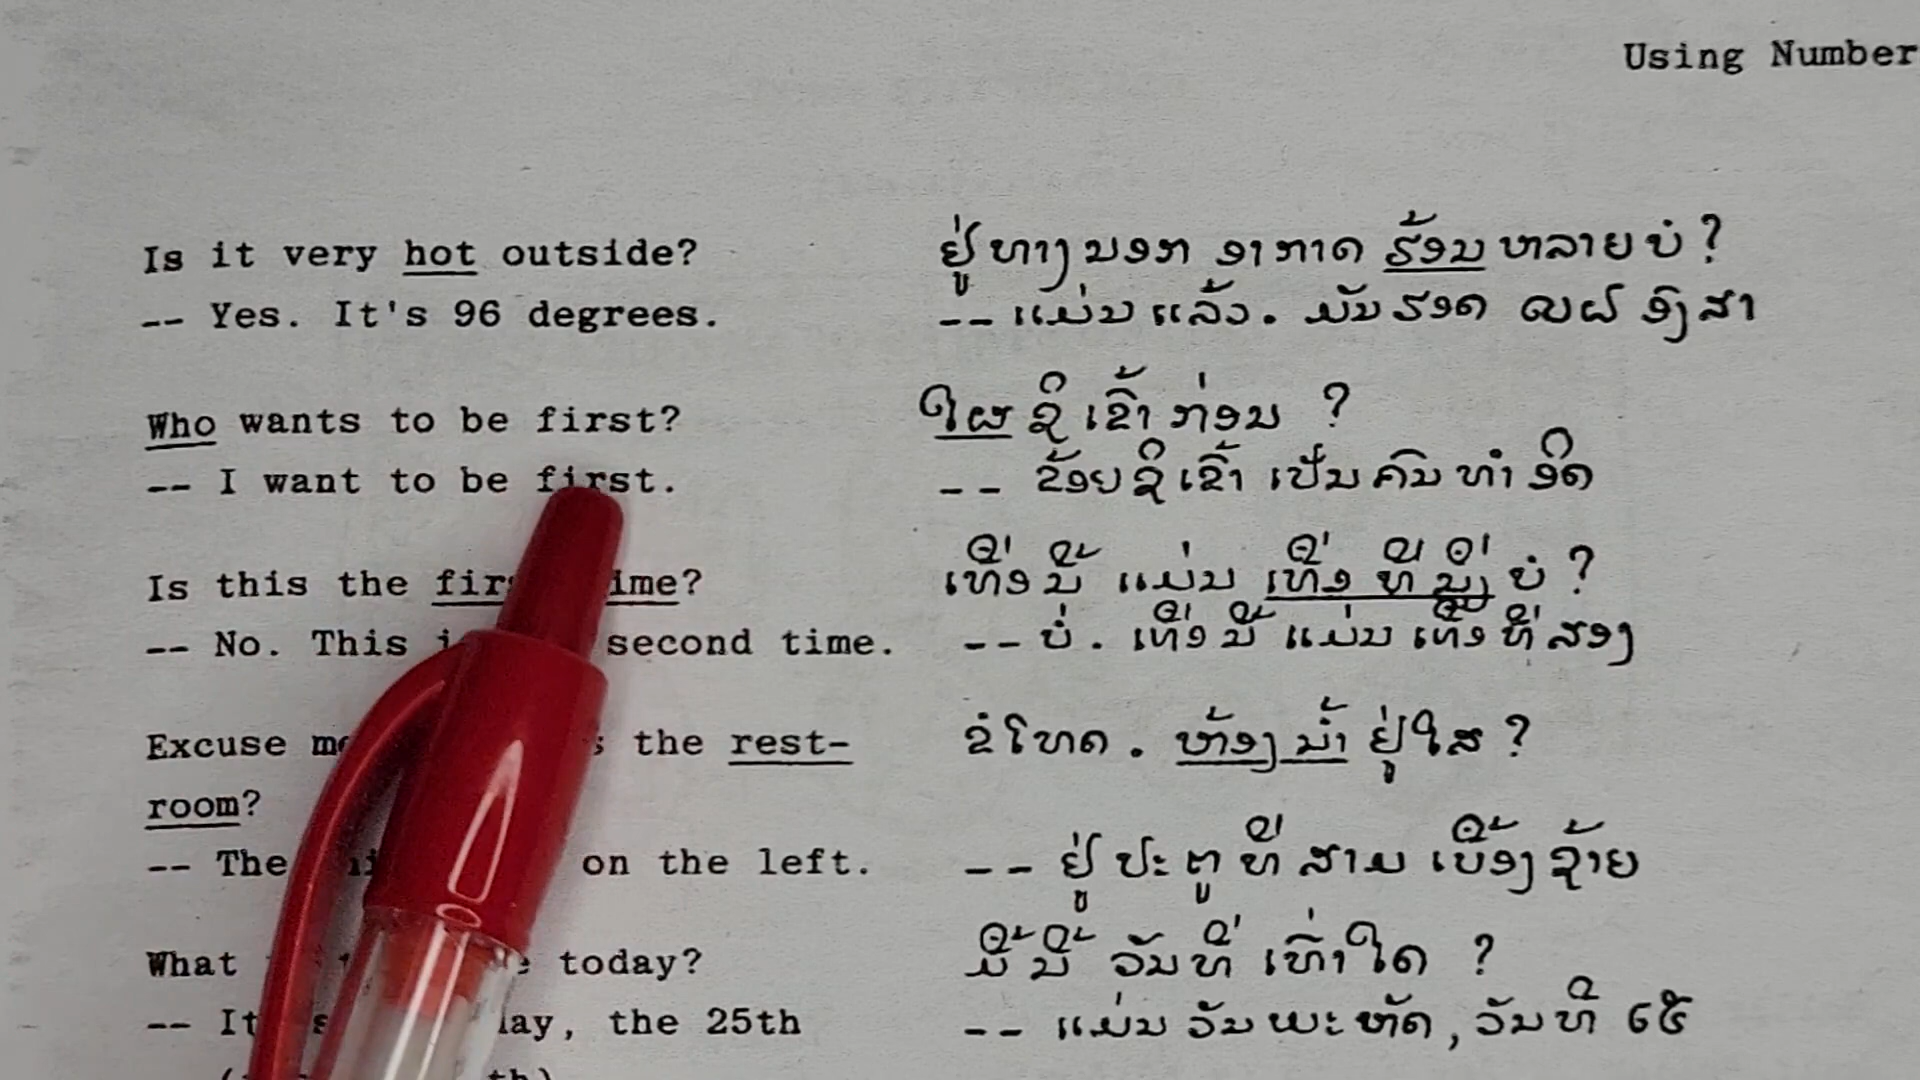 Using Number
Is it very hot outside? ຢູ່ທາງນອກ ອາກາດ ຮ້ອນຫລາຍບໍ?
-- Yes. It's 96 degrees. -- ແມ່ນແລ້ວ. ມັນຮອດ ໙໖ ອົງສາ
Who wants to be first? ໃຜຊິເຂົ້າກ່ອນ ?
-- I want to be first. -- ຂ້ອຍຊິເຂົ້າ ເປັນຄົນທຳອິດ
Is this the time? ເທື່ອນີ້ ແມ່ນ ເທື່ອທີນຶ່ງບໍ ?
-- No. This second time. -- ບໍ່. ເທື່ອນີ້ ແມ່ນເທື່ອທີ່ສອງ
Excuse the rest- ຂໍໂທດ. ຫ້ອງນ້ຳ ຢູ່ໃສ ?
room?
-- The on the left. -- ຢູ່ ປະຕູທີ່ ສາມ ເບື້ອງຊ້າຍ
What today? ມື້ນີ້ ວັນທີ່ ເທົ່າໃດ ?
-- It the 25th -- ແມ່ນ ວັນພະຫັດ, ວັນທີ ໒໕